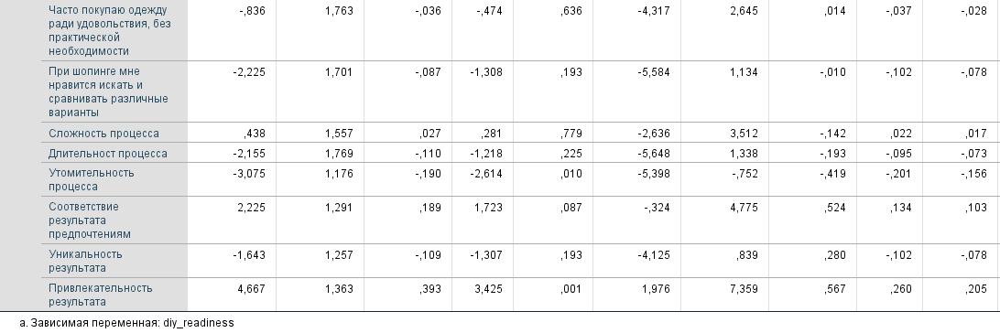 Часто покупаю одежду -,836 1,763 -,036 -,474 ,636 -4,317 2,645 ,014 -,037 -,028
ради удовольствия, без
практической
необходимости
При шопинге мне -2,225 1,701 -,087 -1,308 ,193 -5,584 1,134 -,010 -,102 -,078
нравится искать и
сравнивать различные
варианты
Сложность процесса ,438 1,557 ,027 ,281 ,779 -2,636 3,512 -,142 ,022 ,017
Длительност процесса -2,155 1,769 -,110 -1,218 ,225 -5,648 1,338 -,193 -,095 -,073
Утомительность -3,075 1,176 -,190 -2,614 ,010 -5,398 -,752 -,419 -,201 -,156
процесса
Соответствие 2,225 1,291 ,189 1,723 ,087 -,324 4,775 ,524 ,134 ,103
результата
предпочтениям
Уникальность -1,643 1,257 -,109 -1,307 ,193 -4,125 ,839 ,280 -,102 -,078
результата
Привлекательность 4,667 1,363 ,393 3,425 ,001 1,976 7,359 ,567 ,260 ,205
результата
a. Зависимая переменная: diy_readiness